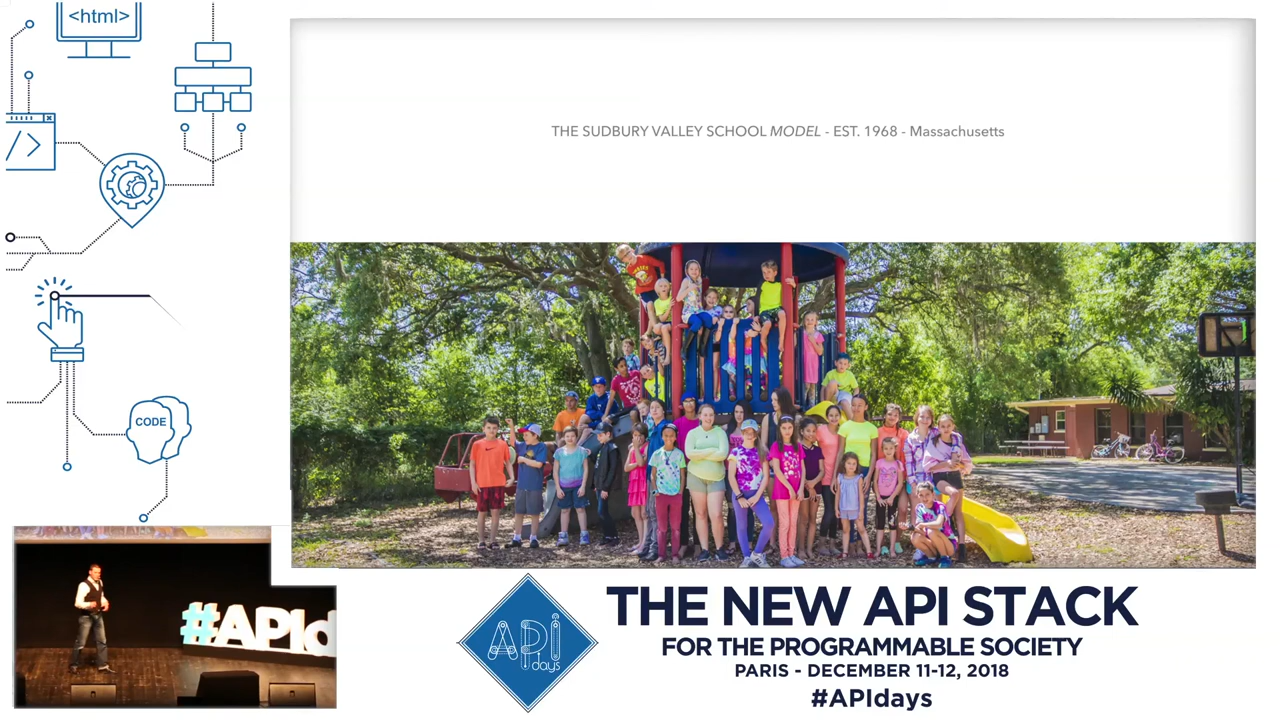 <html>
</>
THE SUDBURY VALLEY SCHOOL MODEL - EST. 1968 - Massachusetts
CODE
#APId
API
days
THE NEW API STACK
FOR THE PROGRAMMABLE SOCIETY
PARIS - DECEMBER 11-12, 2018
#APIdays